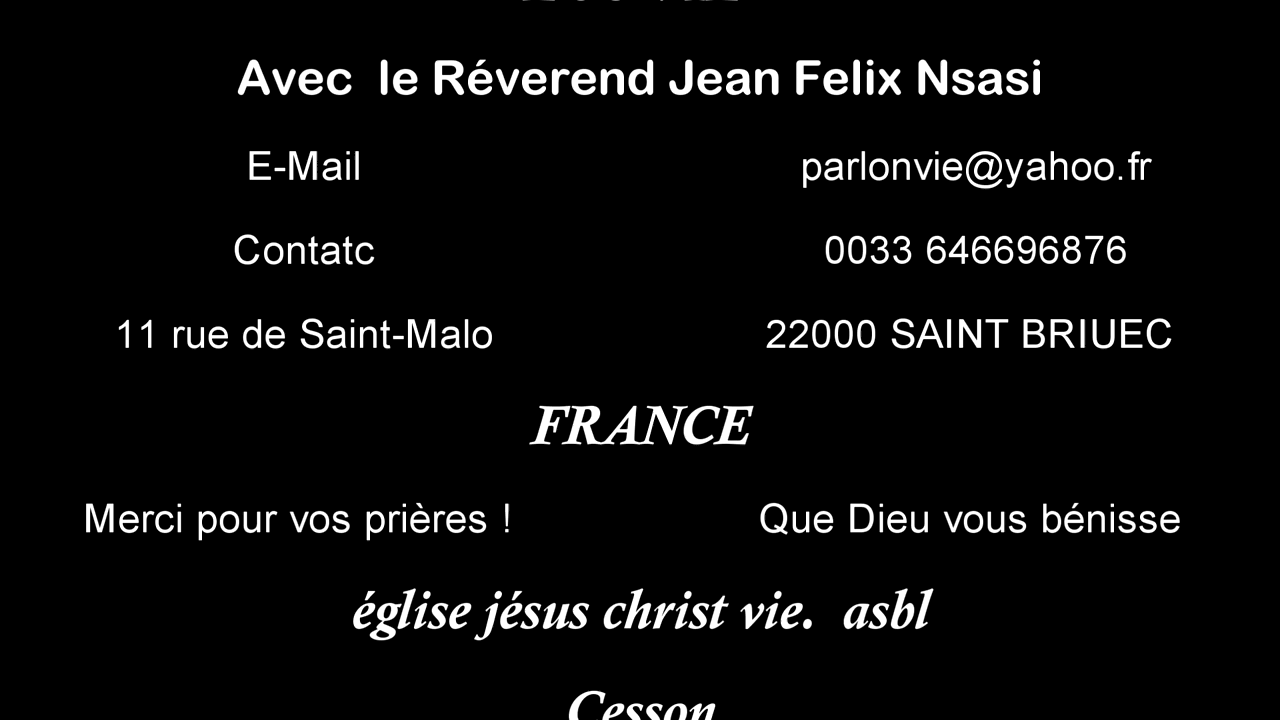 Avec le Réverend Jean Felix Nsasi
E-Mail parlonvie@yahoo.fr
Contatc 0033 646696876
11 rue de Saint-Malo 22000 SAINT BRIUEC
FRANCE
Merci pour vos prières ! Que Dieu vous bénisse
église jésus christ vie. asbl
Cesson